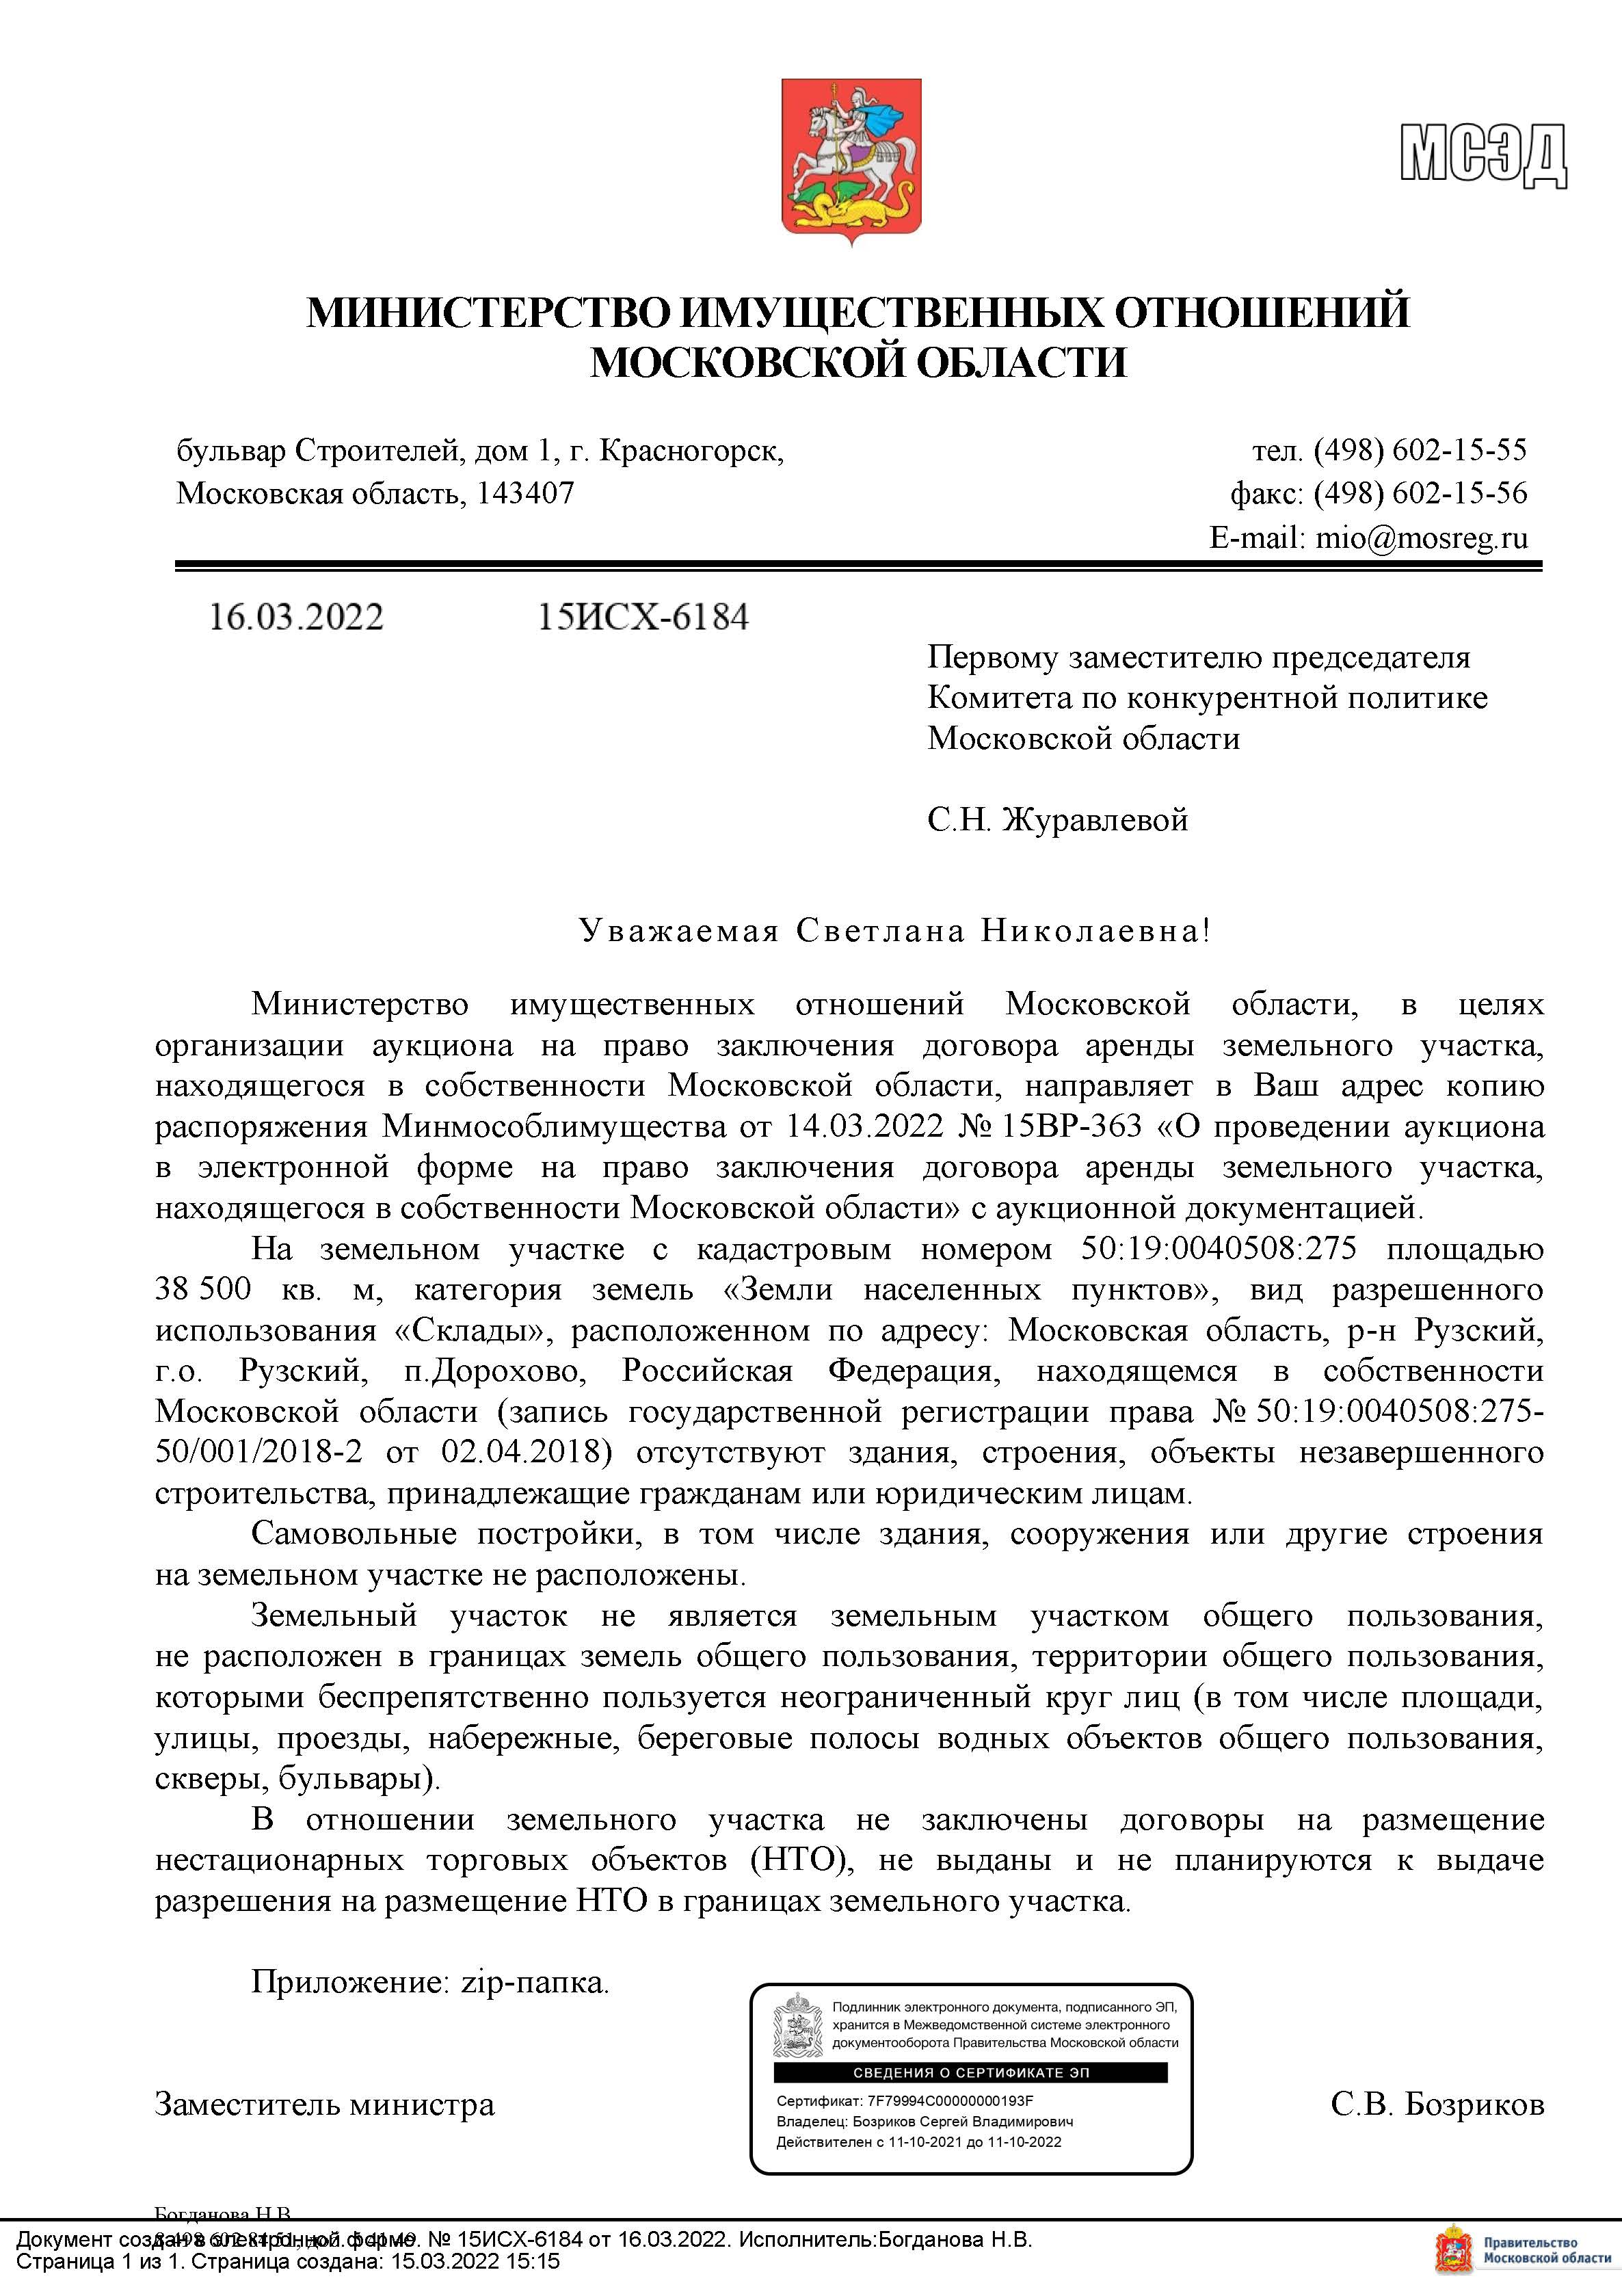 МСЭД
МИНИСТЕРСТВО ИМУЩЕСТВЕННЫХ ОТНОШЕНИЙ
МОСКОВСКОЙ ОБЛАСТИ
бульвар Строителей, дом 1, г. Красногорск,
Московская область, 143407
тел. (498) 602-15-55
факс: (498) 602-15-56
E-mail: mio@mosreg.ru
16.03.2022 15ИСХ-6184
Первому заместителю председателя
Комитета по конкурентной политике
Московской области
С.Н. Журавлевой
Уважаемая Светлана Николаевна!
Министерство имущественных отношений Московской области, в целях
организации аукциона на право заключения договора аренды земельного участка,
находящегося в собственности Московской области, направляет в Ваш адрес копию
распоряжения Минмособлимущества от 14.03.2022 № 15ВР-363 «О проведении аукциона
в электронной форме на право заключения договора аренды земельного участка,
находящегося в собственности Московской области» с аукционной документацией.
На земельном участке с кадастровым номером 50:19:0040508:275 площадью
38 500 кв. м, категория земель «Земли населенных пунктов», вид разрешенного
использования «Склады», расположенном по адресу: Московская область, р-н Рузский,
г.о. Рузский, п.Дорохово, Российская Федерация, находящемся в собственности
Московской области (запись государственной регистрации права № 50:19:0040508:275-
50/001/2018-2 от 02.04.2018) отсутствуют здания, строения, объекты незавершенного
строительства, принадлежащие гражданам или юридическим лицам.
Самовольные постройки, в том числе здания, сооружения или другие строения
на земельном участке не расположены.
Земельный участок не является земельным участком общего пользования,
не расположен в границах земель общего пользования, территории общего пользования,
которыми беспрепятственно пользуется неограниченный круг лиц (в том числе площади,
улицы, проезды, набережные, береговые полосы водных объектов общего пользования,
скверы, бульвары).
В отношении земельного участка не заключены договоры на размещение
нестационарных торговых объектов (НТО), не выданы и не планируются к выдаче
разрешения на размещение НТО в границах земельного участка.
Приложение: zip-папка.
Подлинник электронного документа, подписанного ЭП,
хранится в Межведомственной системе электронного
документооборота Правительства Московской области
СВЕДЕНИЯ О СЕРТИФИКАТЕ ЭП
Сертификат: 7F79994C00000000193F
Владелец: Бозриков Сергей Владимирович
Действителен с 11-10-2021 до 11-10-2022
Заместитель министра
С.В. Бозриков
Богданова Н.В.
Документ создан в электронной форме. № 15ИСХ-6184 от 16.03.2022. Исполнитель:Богданова Н.В.
Страница 1 из 1. Страница создана: 15.03.2022 15:15
Правительство
Московской области